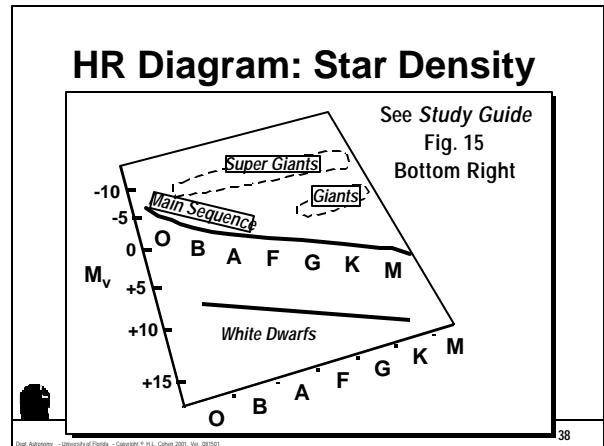 HR Diagram: Star Density
See Study Guide
Fig. 15
Bottom Right
Super Giants
Giants
Main Sequence
-10
-5
0
+5
+10
+15
Mv
O B A F G K M
White Dwarfs
O B A F G K M
Dept. Astronomy – University of Florida – Copyright © H.L. Cohen 2001, Ver. 081501
38